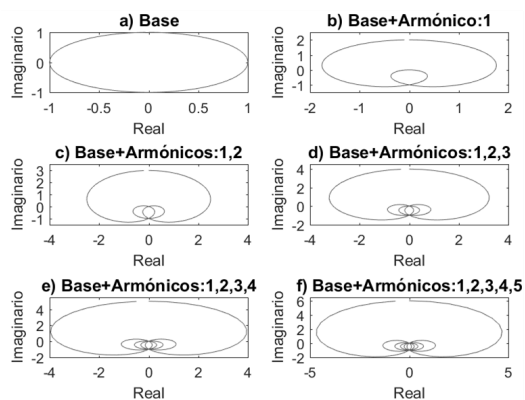 a) Base
Imaginario
1
0
-1
-1 -0.5 0 0.5 1
Real
b) Base+Armónico:1
Imaginario
2
1
0
-1
-2 -1 0 1 2
Real
c) Base+Armónicos:1,2
Imaginario
3
2
1
0
-1
-4 -2 0 2 4
Real
d) Base+Armónicos:1,2,3
Imaginario
4
2
0
-2
-4 -2 0 2 4
Real
e) Base+Armónicos:1,2,3,4
Imaginario
4
2
0
-2
-4 -2 0 2 4
Real
f) Base+Armónicos:1,2,3,4,5
Imaginario
6
4
2
0
-2
-5 0 5
Real